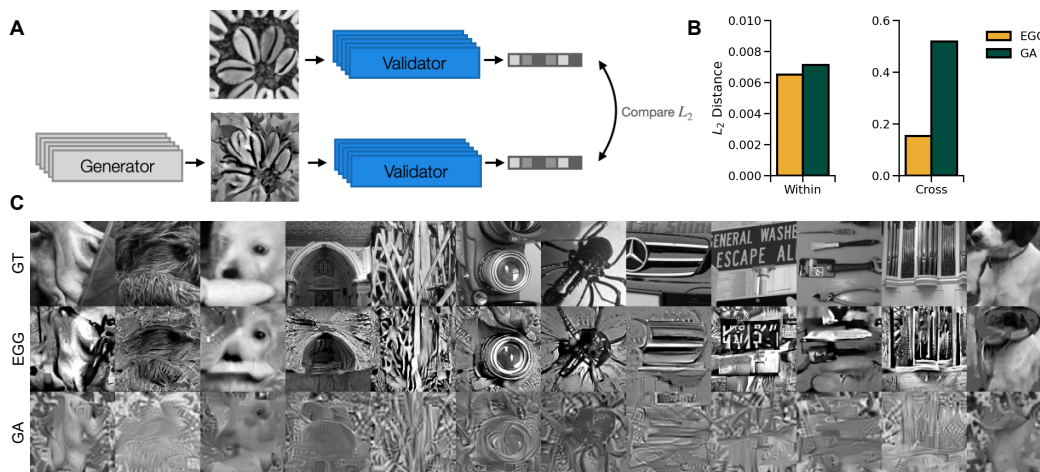 A
Validator
Compare L₂
Generator
Validator
B
L₂ Distance
0.010
0.008
0.006
0.004
0.002
0.000
Within
0.6
0.4
0.2
0.0
Cross
EGG
GA
C
GT
EGG
GA
ENERAL WASHE
ESCAPE AL